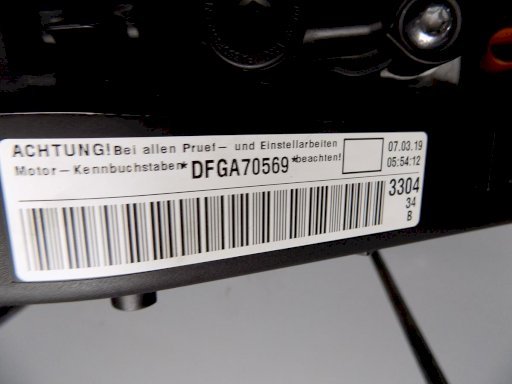 ACHTUNG! Bei allen Pruef- und Einstellarbeiten
Motor-Kennbuchstaben *DFGA70569* beachten!
07.03.19
05:54:12
3304
34
B